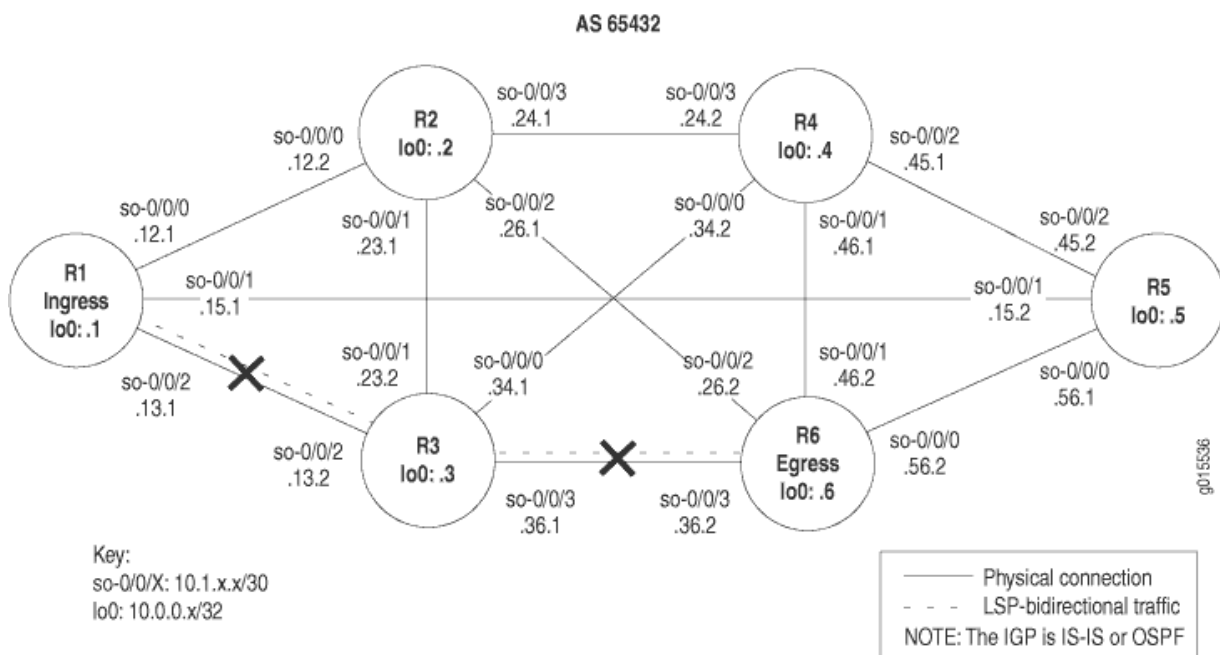 AS 65432
so-0/0/3
.24.1
so-0/0/3
.24.2
R2
lo0: .2
R4
lo0: .4
so-0/0/0
.12.2
so-0/0/2
.45.1
so-0/0/1
.23.1
so-0/0/2
.26.1
so-0/0/0
.34.2
so-0/0/1
.46.1
so-0/0/0
.12.1
so-0/0/2
.45.2
R1
Ingress
lo0: .1
so-0/0/1
.15.1
so-0/0/1
.15.2
R5
lo0: .5
so-0/0/2
.13.1
so-0/0/1
.23.2
so-0/0/0
.34.1
so-0/0/2
.26.2
so-0/0/1
.46.2
so-0/0/0
.56.1
so-0/0/2
.13.2
R3
lo0: .3
R6
Egress
lo0: .6
so-0/0/0
.56.2
so-0/0/3
.36.1
so-0/0/3
.36.2
g015536
Key:
so-0/0/X: 10.1.x.x/30
lo0: 10.0.0.x/32
Physical connection
LSP-bidirectional traffic
NOTE: The IGP is IS-IS or OSPF